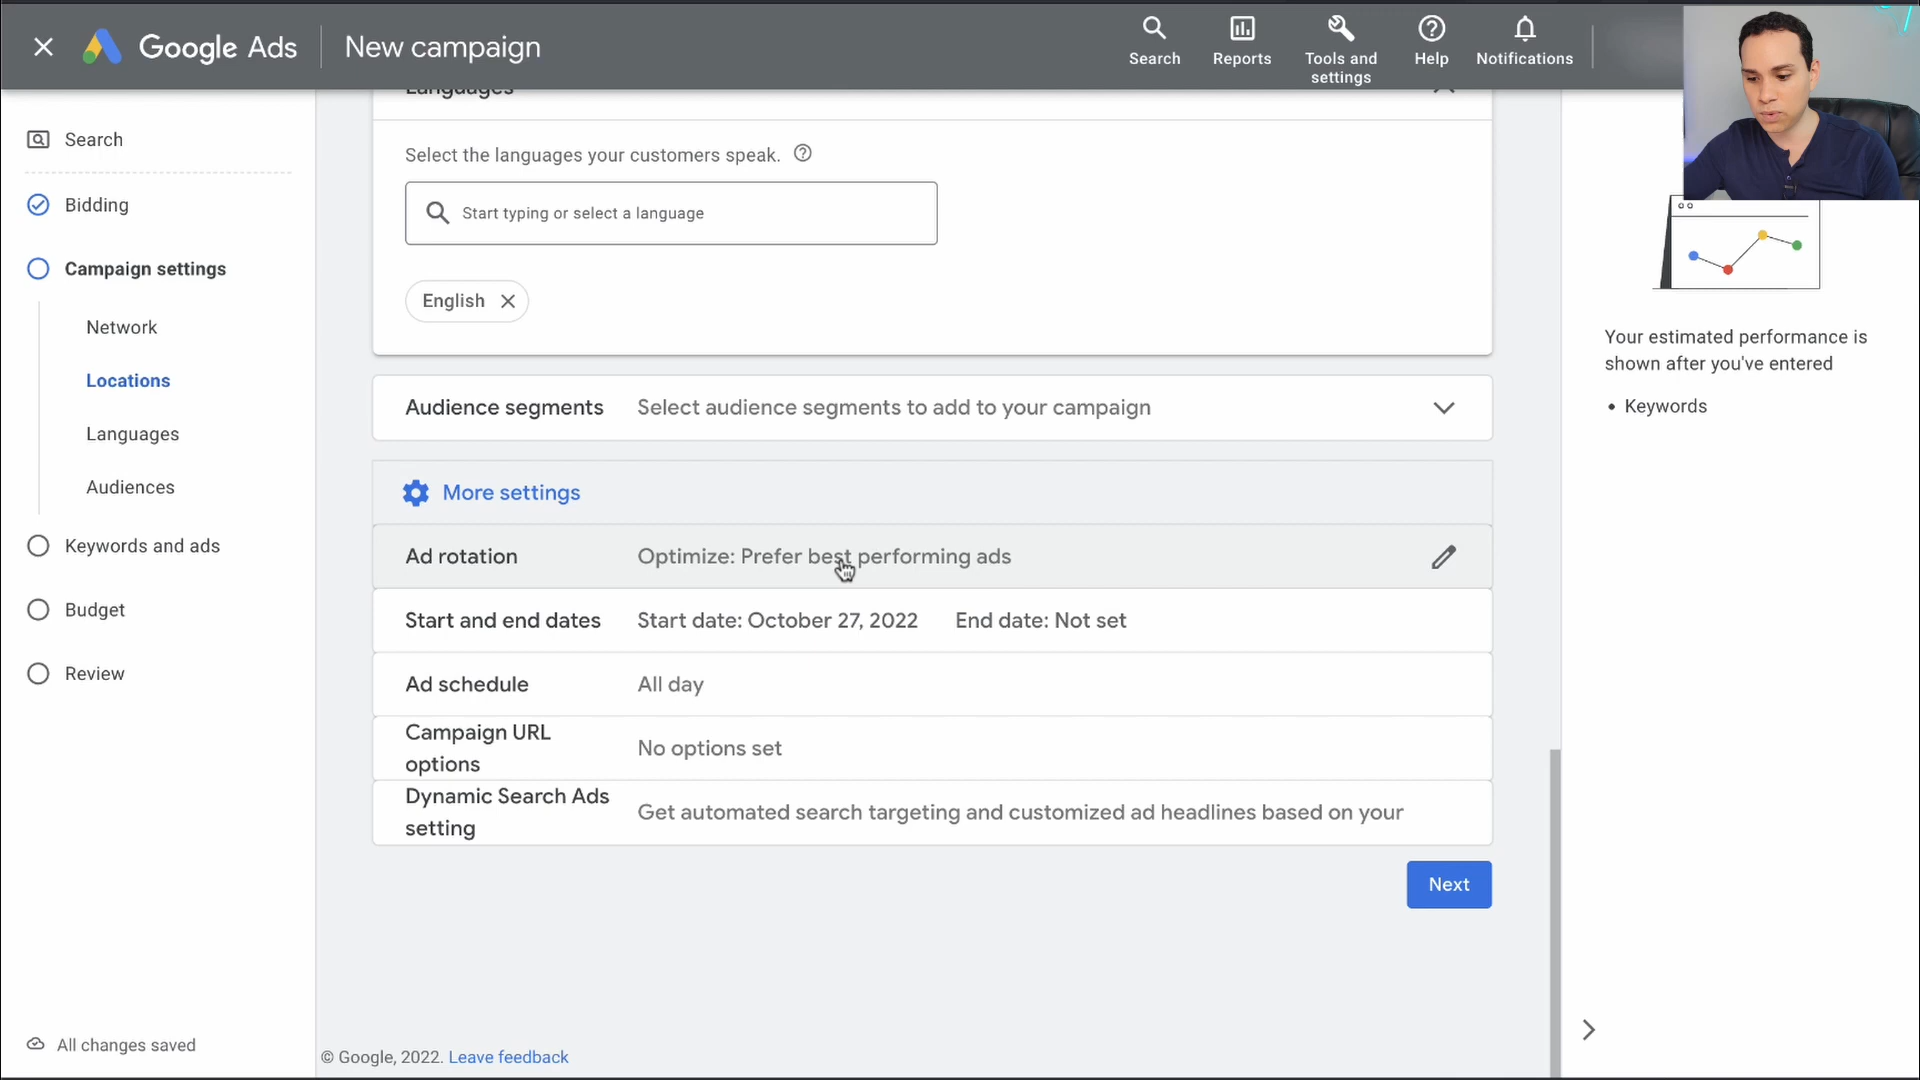 Google Ads
New campaign
Search
Reports
Tools and
settings
Help
Notifications
Search
Bidding
Campaign settings
Network
Locations
Languages
Audiences
Keywords and ads
Budget
Review
All changes saved
Languages
Select the languages your customers speak.
Start typing or select a language
English
Audience segments
Select audience segments to add to your campaign
More settings
Ad rotation
Optimize: Prefer best performing ads
Start and end dates
Start date: October 27, 2022
End date: Not set
Ad schedule
All day
Campaign URL
options
No options set
Dynamic Search Ads
setting
Get automated search targeting and customized ad headlines based on your
Next
© Google, 2022. Leave feedback
Your estimated performance is
shown after you've entered
• Keywords